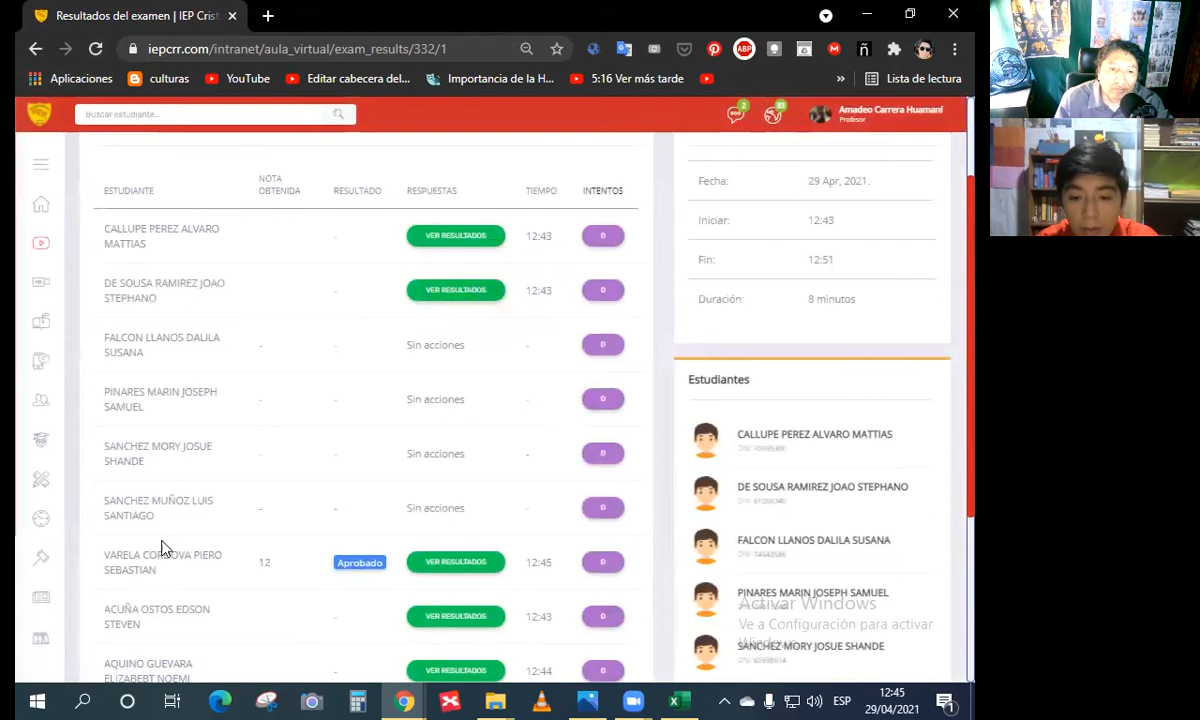 Resultados del examen | IEP Cris
iepcrr.com/intranet/aula_virtual/exam_results/332/1
Aplicaciones culturas YouTube Editar cabecera del... Importancia de la H... 5:16 Ver más tarde » Lista de lectura
Buscar estudiante...
Amadeo Carrera Huamaní
Profesor
ESTUDIANTE
NOTA
OBTENIDA
RESULTADO RESPUESTAS TIEMPO INTENTOS
CALLUPE PEREZ ALVARO
MATTIAS
- VER RESULTADOS 12:43 0
DE SOUSA RAMIREZ JOAO
STEPHANO
- VER RESULTADOS 12:43 0
FALCON LLANOS DALILA
SUSANA
- - Sin acciones - 0
PINARES MARIN JOSEPH
SAMUEL
- - Sin acciones - 0
SANCHEZ MORY JOSUE
SHANDE
- - Sin acciones - 0
SANCHEZ MUÑOZ LUIS
SANTIAGO
- - Sin acciones - 0
VARELA CORDOVA PIERO
SEBASTIAN
12 Aprobado VER RESULTADOS 12:45 0
ACUÑA OSTOS EDSON
STEVEN
- VER RESULTADOS 12:43 0
AQUINO GUEVARA
ELIZABEBT NOEMI
- VER RESULTADOS 12:44 0
Fecha: 29 Apr, 2021.
Iniciar: 12:43
Fin: 12:51
Duración: 8 minutos
Estudiantes
CALLUPE PEREZ ALVARO MATTIAS
DE SOUSA RAMIREZ JOAO STEPHANO
FALCON LLANOS DALILA SUSANA
PINARES MARIN JOSEPH SAMUEL
SANCHEZ MORY JOSUE SHANDE
Activar Windows
Ve a Configuración para activar
Windows.
ESP
12:45
29/04/2021